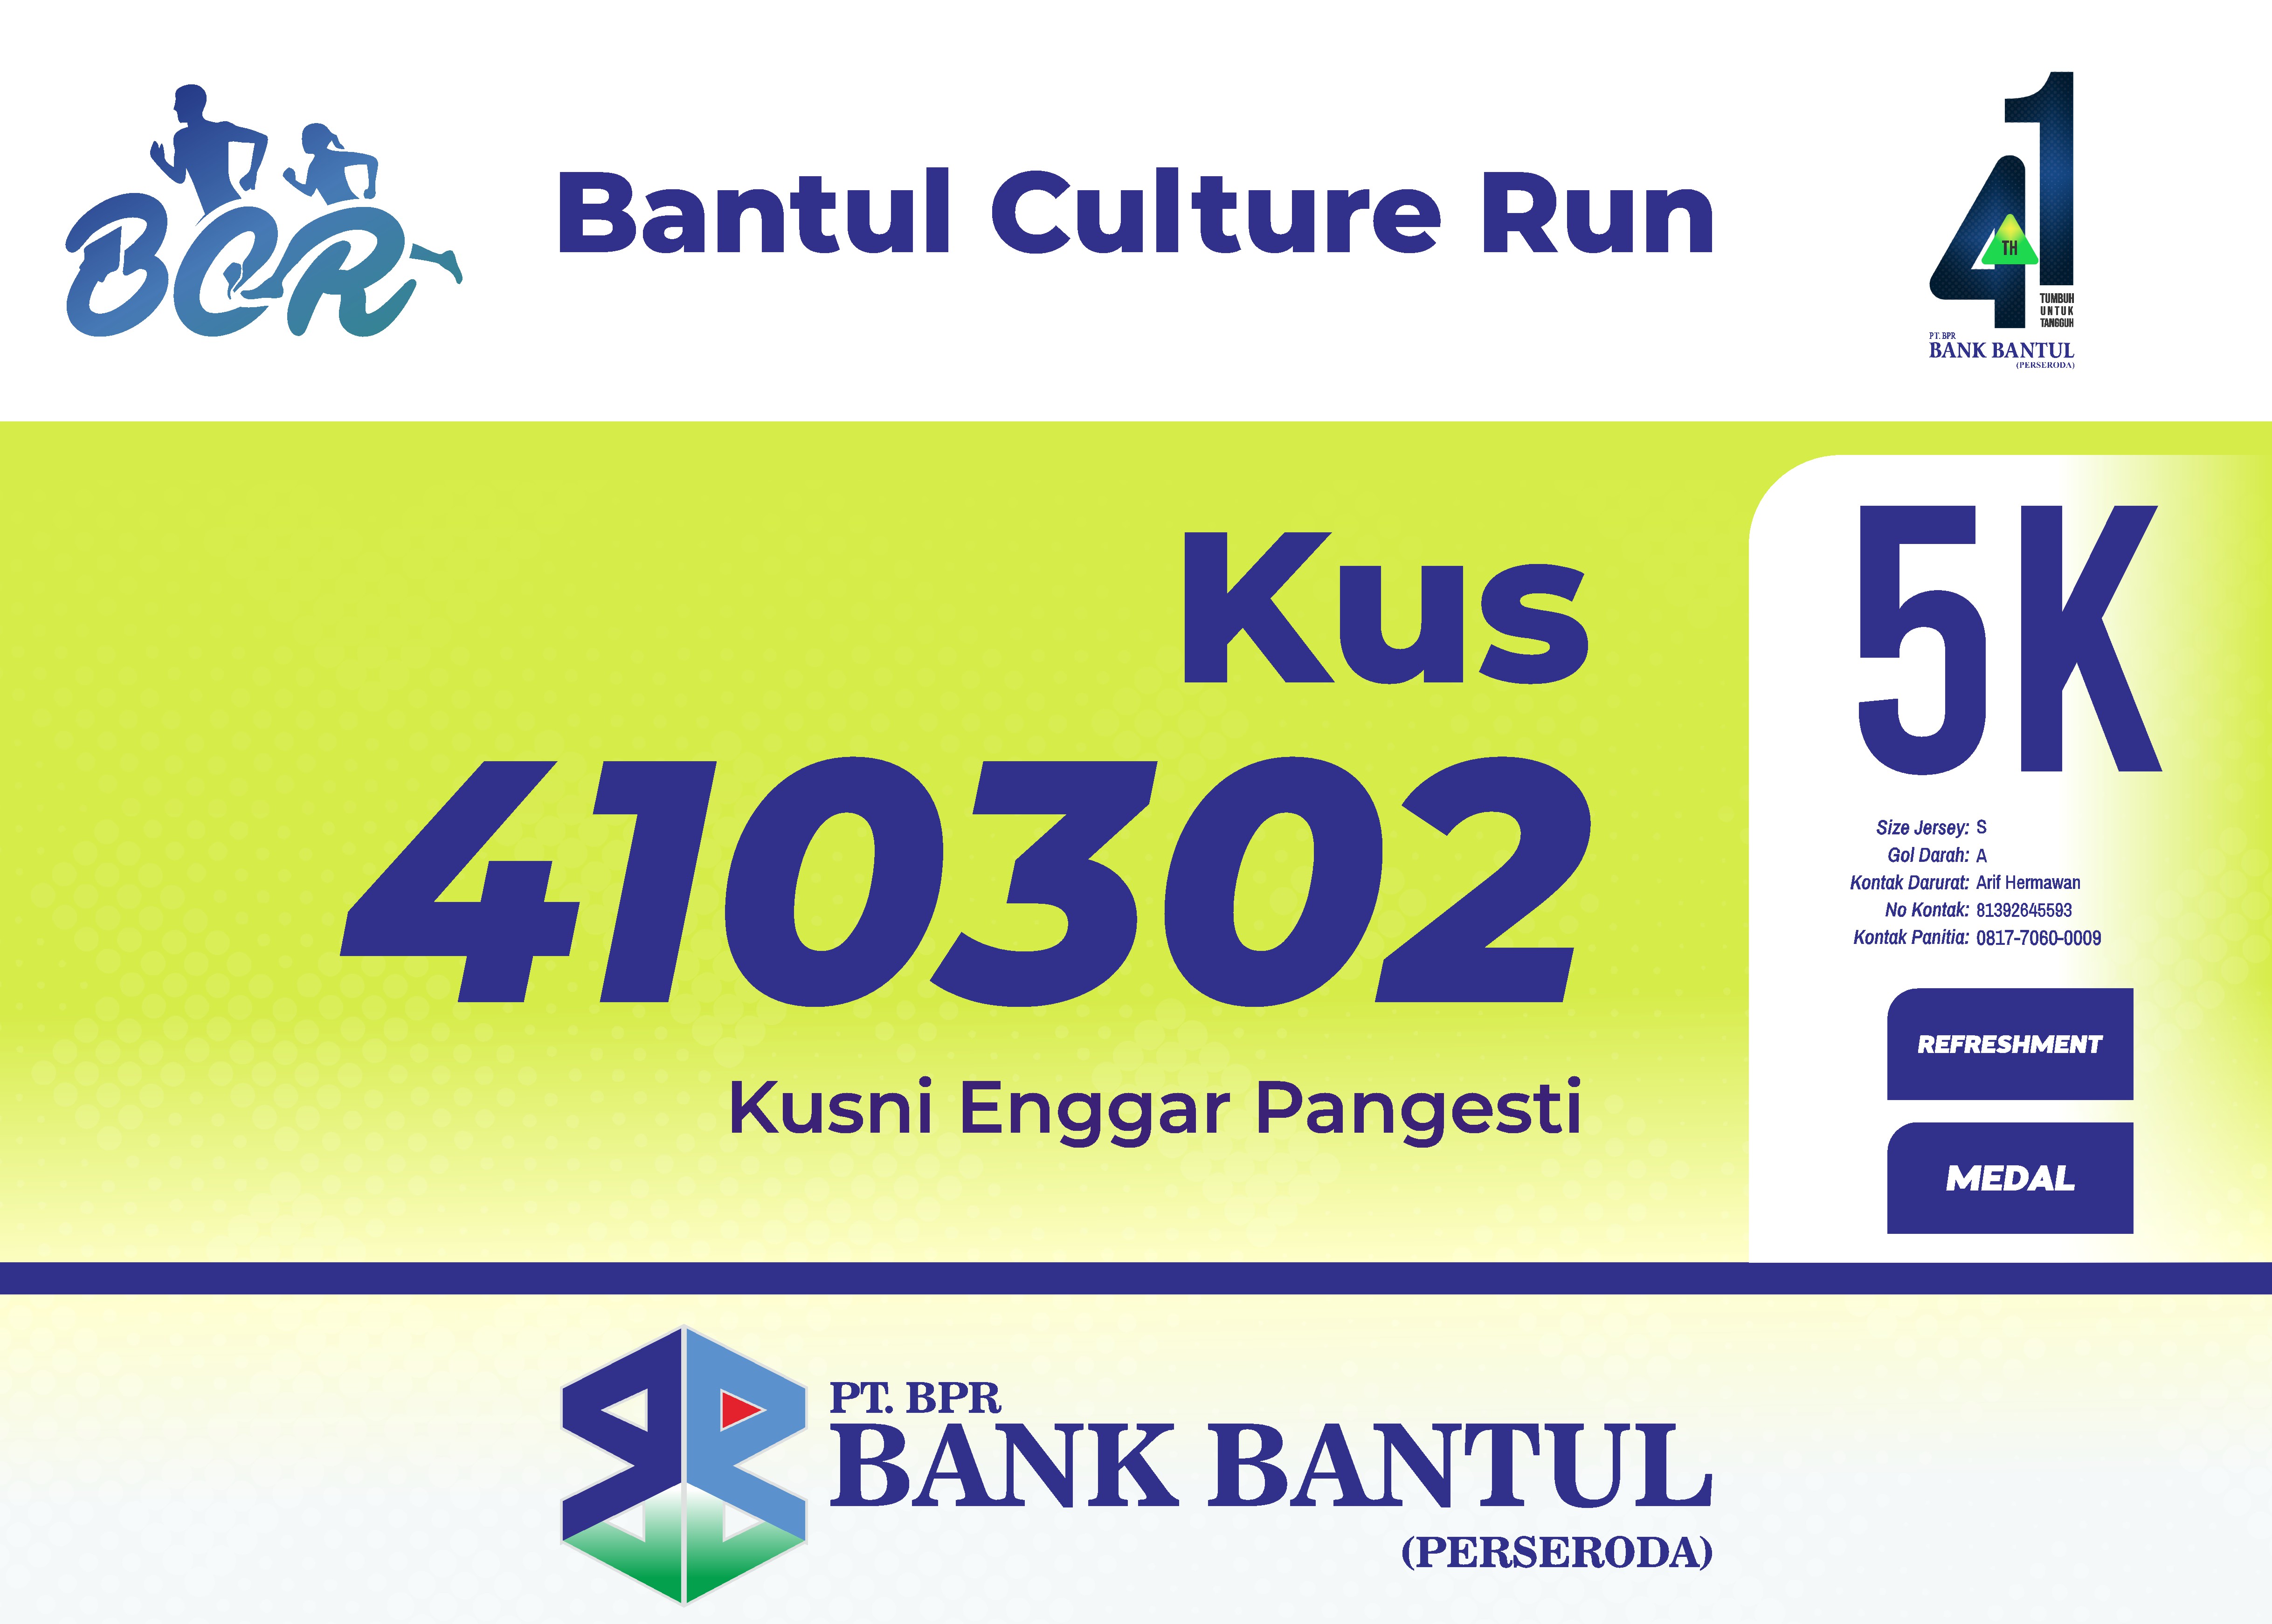 BCR
Bantul Culture Run
41
TH
TUMBUH
UNTUK
TANGGUH
PT. BPR
BANK BANTUL
(PERSERODA)
Kus
410302
Kusni Enggar Pangesti
5K
Size Jersey: S
Gol Darah: A
Kontak Darurat: Arif Hermawan
No Kontak: 81392645593
Kontak Panitia: 0817-7060-0009
REFRESHMENT
MEDAL
PT. BPR
BANK BANTUL
(PERSERODA)